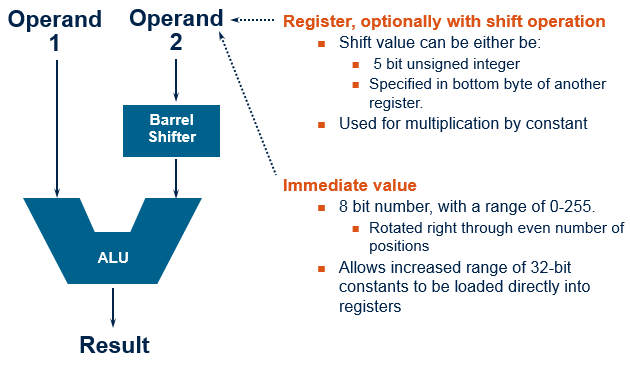 Operand
1
Operand
2
Barrel
Shifter
ALU
Result
Register, optionally with shift operation
Shift value can be either be:
5 bit unsigned integer
Specified in bottom byte of another
register.
Used for multiplication by constant
Immediate value
8 bit number, with a range of 0-255.
Rotated right through even number of
positions
Allows increased range of 32-bit
constants to be loaded directly into
registers